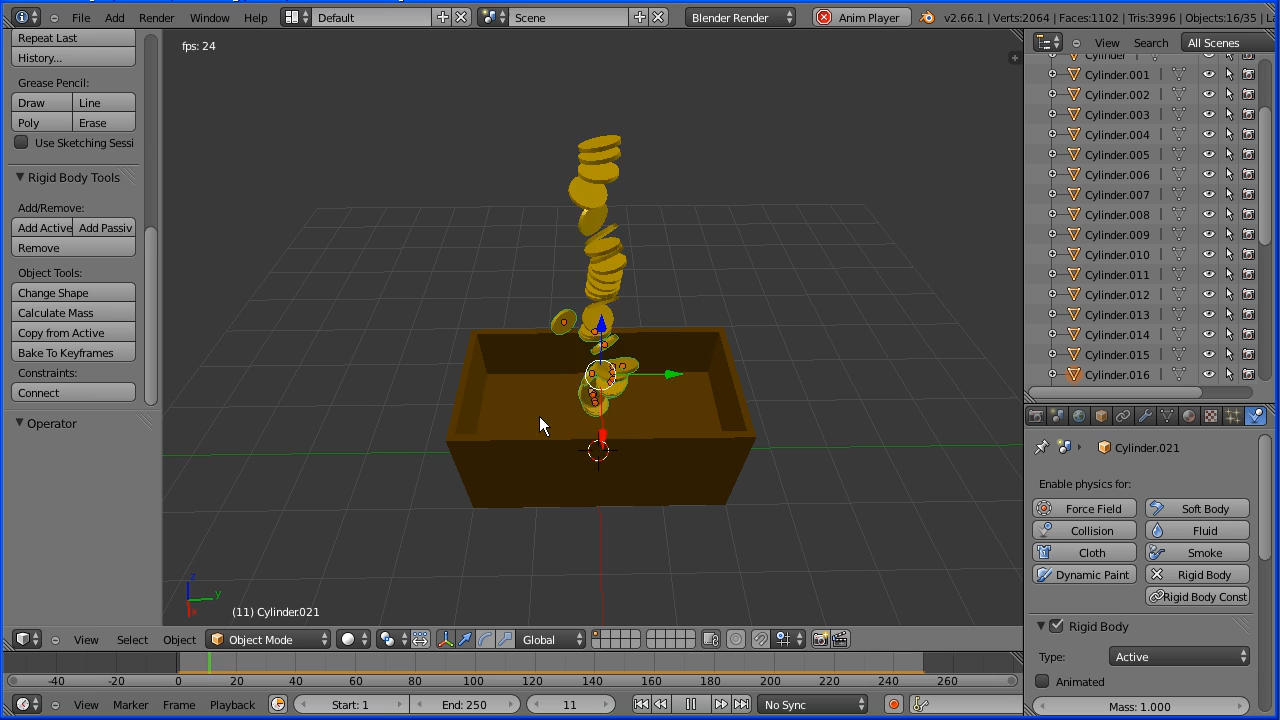 File Add Render Window Help Default Scene Blender Render Anim Player v2.66.1 | Verts:2064 | Faces:1102 | Tris:3996 | Objects:16/35 |
Repeat Last
History...
Grease Pencil:
Draw Line
Poly Erase
Use Sketching Sessi
Rigid Body Tools
Add/Remove:
Add Active Add Passiv
Remove
Object Tools:
Change Shape
Calculate Mass
Copy from Active
Bake To Keyframes
Constraints:
Connect
Operator
fps: 24
z
y
x
(11) Cylinder.021
View Search All Scenes
Cylinder
Cylinder.001
Cylinder.002
Cylinder.003
Cylinder.004
Cylinder.005
Cylinder.006
Cylinder.007
Cylinder.008
Cylinder.009
Cylinder.010
Cylinder.011
Cylinder.012
Cylinder.013
Cylinder.014
Cylinder.015
Cylinder.016
Cylinder.021
Enable physics for:
Force Field Soft Body
Collision Fluid
Cloth Smoke
Dynamic Paint Rigid Body
Rigid Body Const
Rigid Body
Type: Active
Animated
Mass: 1.000
View Select Object Object Mode Global
-40 -20 0 20 40 60 80 100 120 140 160 180 200 220 240 260
View Marker Frame Playback Start: 1 End: 250 11 No Sync